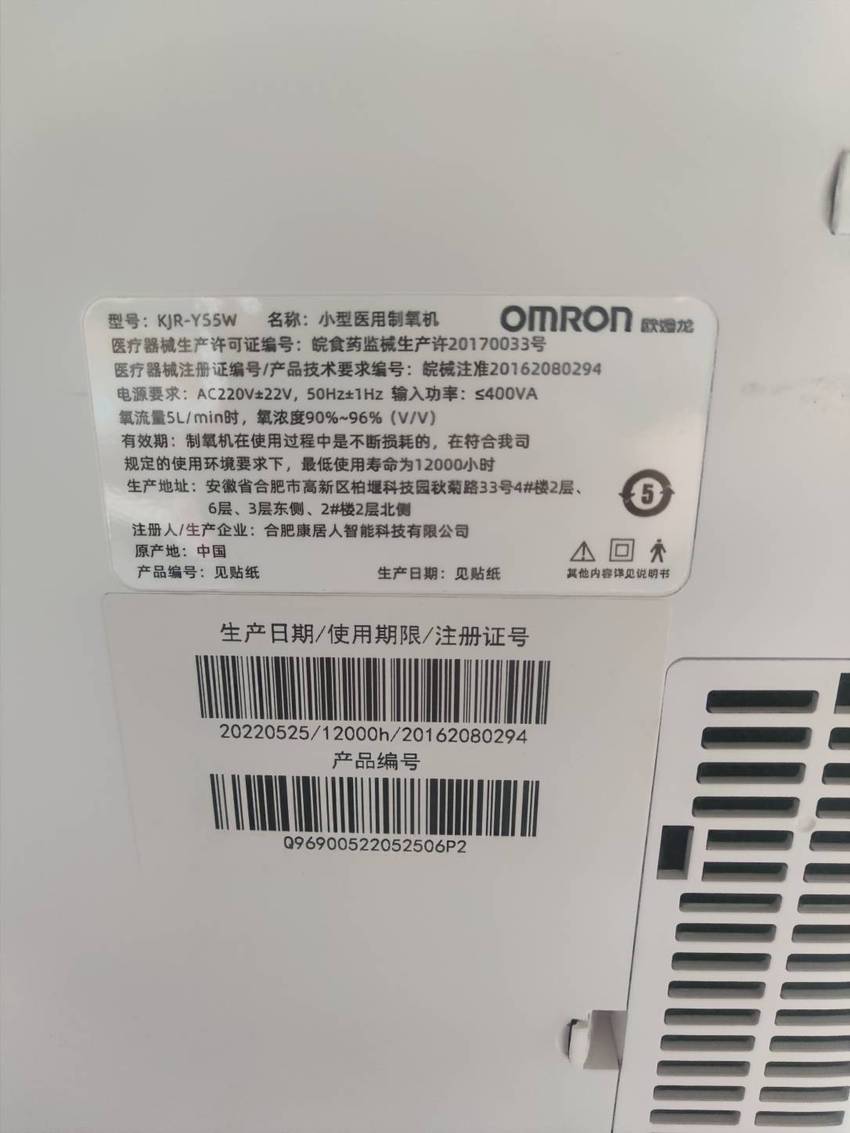 型号：KJR-Y55W 名称：小型医用制氧机 OMRON 欧姆龙
医疗器械生产许可证编号：皖食药监械生产许20170033号
医疗器械注册证编号/产品技术要求编号：皖械注准20162080294
电源要求：AC220V±22V，50Hz±1Hz 输入功率：≤400VA
氧流量5L/min时，氧浓度90%~96%（V/V）
有效期：制氧机在使用过程中是不断损耗的，在符合我司
规定的使用环境要求下，最低使用寿命为12000小时
生产地址：安徽省合肥市高新区柏堰科技园秋菊路33号4#楼2层、
6层、3层东侧、2#楼2层北侧
5
注册人/生产企业：合肥康居人智能科技有限公司
原产地：中国
产品编号：见贴纸 生产日期：见贴纸 其他内容详见说明书
生产日期/使用期限/注册证号
20220525/12000h/20162080294
产品编号
Q96900522052506P2